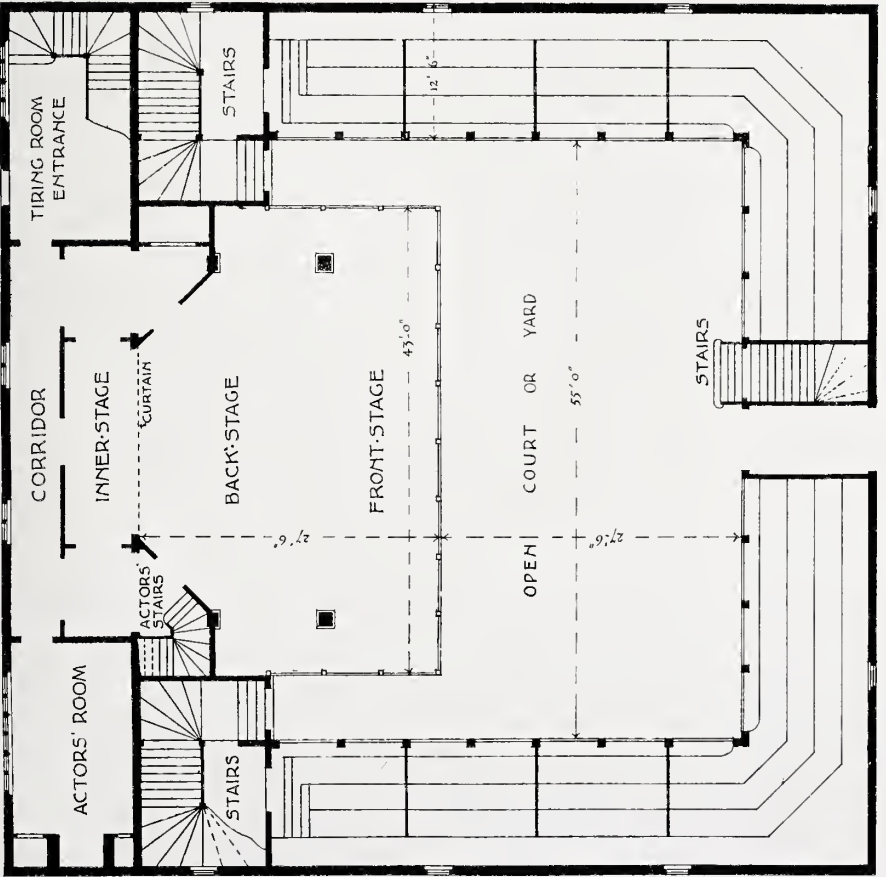 TIRING ROOM
ENTRANCE
STAIRS
12' 6"
CORRIDOR
INNER·STAGE
CURTAIN
BACK·STAGE
FRONT·STAGE
43'·0"
OPEN COURT OR YARD
55' 0"
STAIRS
27' 6"
27'·6"
ACTORS'
STAIRS
ACTORS' ROOM
STAIRS